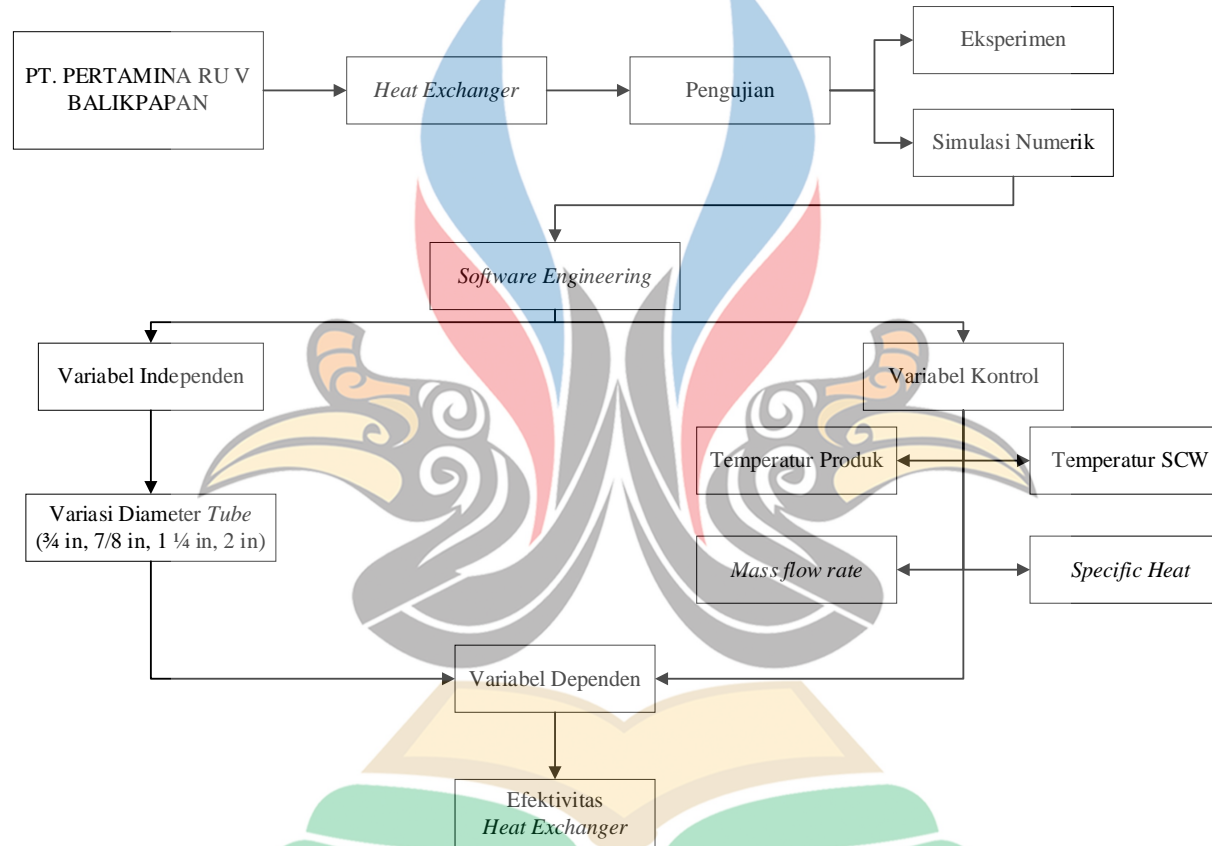 PT. PERTAMINA RU V
BALIKPAPAN
Heat Exchanger
Pengujian
Eksperimen
Simulasi Numerik
Software Engineering
Variabel Independen
Variabel Kontrol
Temperatur Produk
Temperatur SCW
Variasi Diameter Tube
(¾ in, 7/8 in, 1 ¼ in, 2 in)
Mass flow rate
Specific Heat
Variabel Dependen
Efektivitas
Heat Exchanger